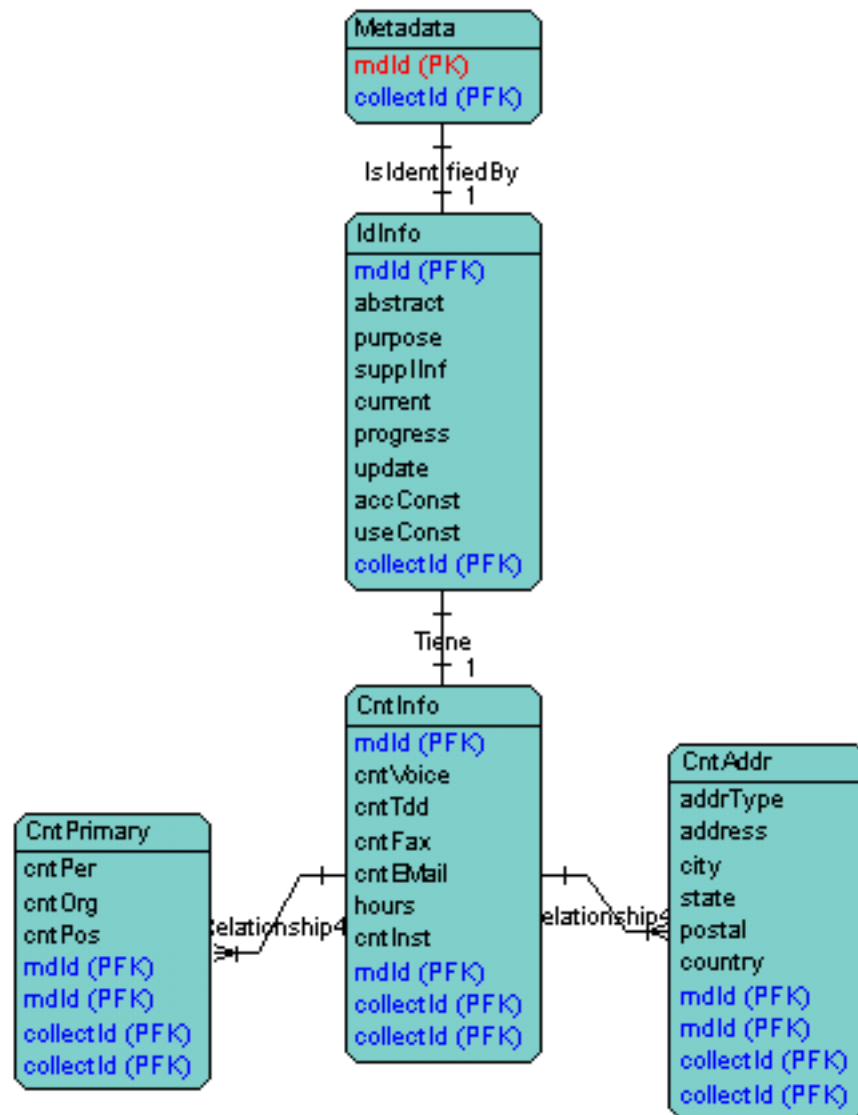 Metadata
mdId (PK)
collectId (PFK)
IsIdentifiedBy
1
IdInfo
mdId (PFK)
abstract
purpose
supplInf
current
progress
update
accConst
useConst
collectId (PFK)
Tiene
1
CntInfo
mdId (PFK)
cntVoice
cntTdd
cntFax
cntEMail
hours
cntInst
mdId (PFK)
collectId (PFK)
collectId (PFK)
CntPrimary
cntPer
cntOrg
cntPos
mdId (PFK)
mdId (PFK)
collectId (PFK)
collectId (PFK)
elationship4
elationship
CntAddr
addrType
address
city
state
postal
country
mdId (PFK)
mdId (PFK)
collectId (PFK)
collectId (PFK)